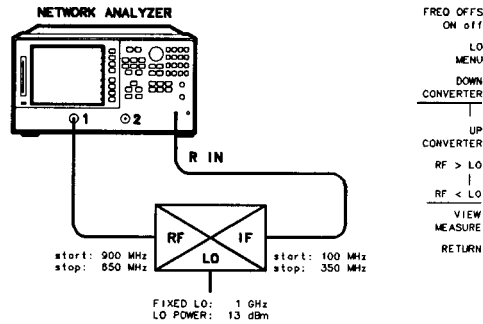 NETWORK ANALYZER
1
2
R IN
RF
IF
LO
start: 900 MHz
stop: 650 MHz
start: 100 MHz
stop: 350 MHz
FIXED LO: 1 GHz
LO POWER: 13 dBm
FREQ OFFS
ON off
LO
MENU
DOWN
CONVERTER
UP
CONVERTER
RF > LO
RF < LO
VIEW
MEASURE
RETURN